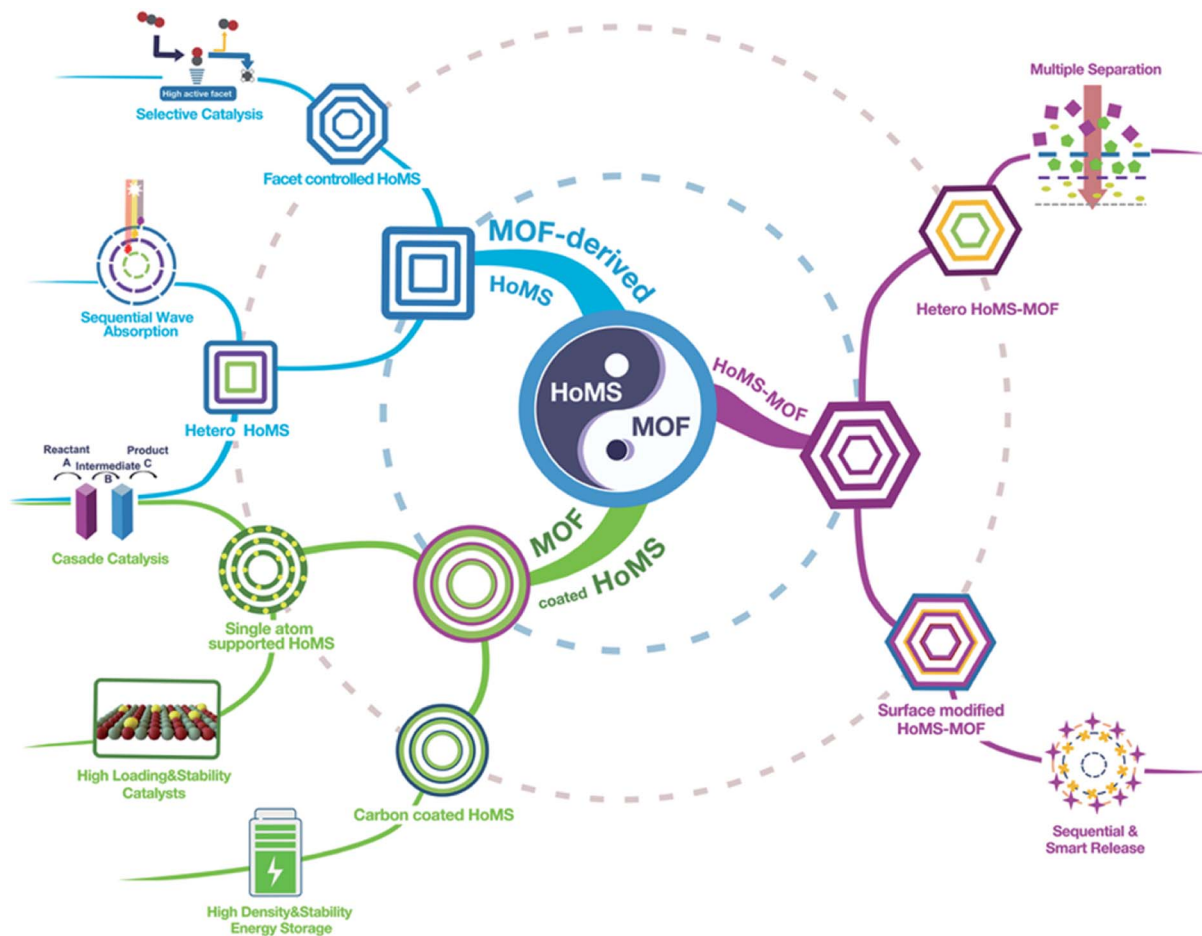 High active facet
Selective Catalysis
Facet controlled HoMS
Sequential Wave
Absorption
Hetero HoMS
Reactant
A
Intermediate
B
Product
C
Casade Catalysis
MOF-derived
HoMS
HoMS
MOF
HoMS-MOF
MOF
coated HoMS
Single atom
supported HoMS
High Loading&Stability
Catalysts
Carbon coated HoMS
High Density&Stability
Energy Storage
Multiple Separation
Hetero HoMS-MOF
Surface modified
HoMS-MOF
Sequential &
Smart Release